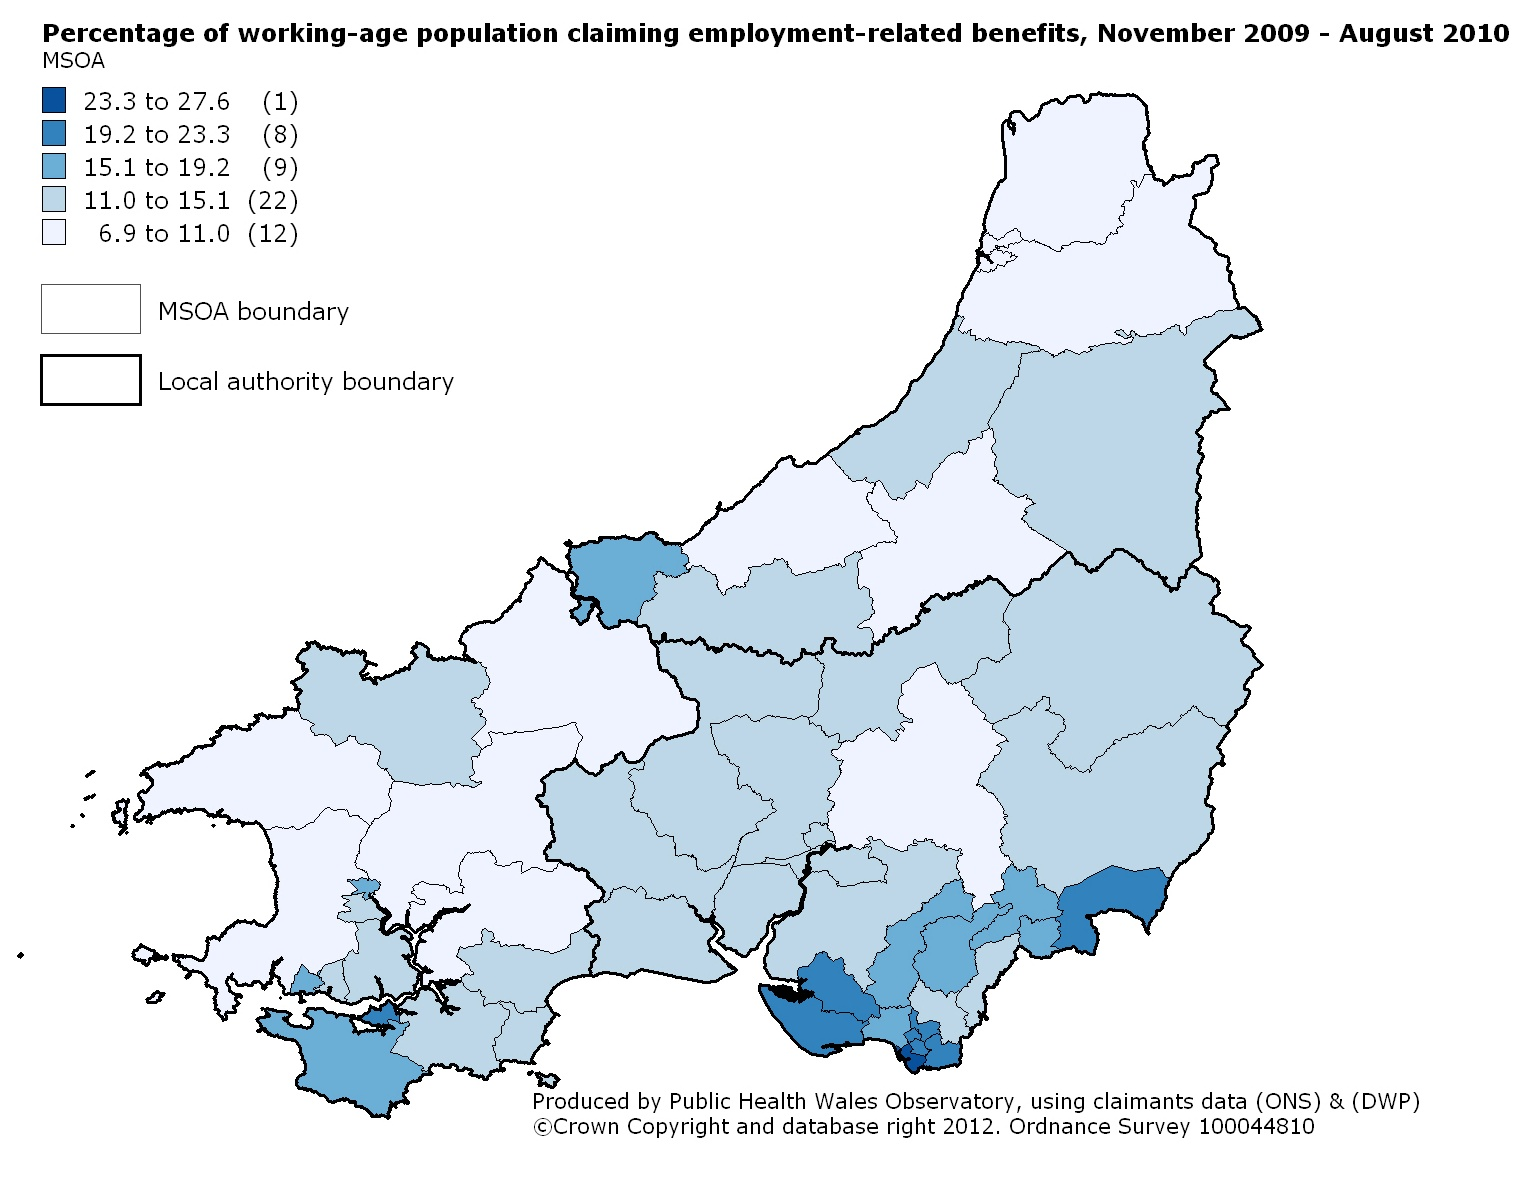 Percentage of working-age population claiming employment-related benefits, November 2009 - August 2010
MSOA
23.3 to 27.6 (1)
19.2 to 23.3 (8)
15.1 to 19.2 (9)
11.0 to 15.1 (22)
6.9 to 11.0 (12)
MSOA boundary
Local authority boundary
Produced by Public Health Wales Observatory, using claimants data (ONS) & (DWP)
©Crown Copyright and database right 2012. Ordnance Survey 100044810